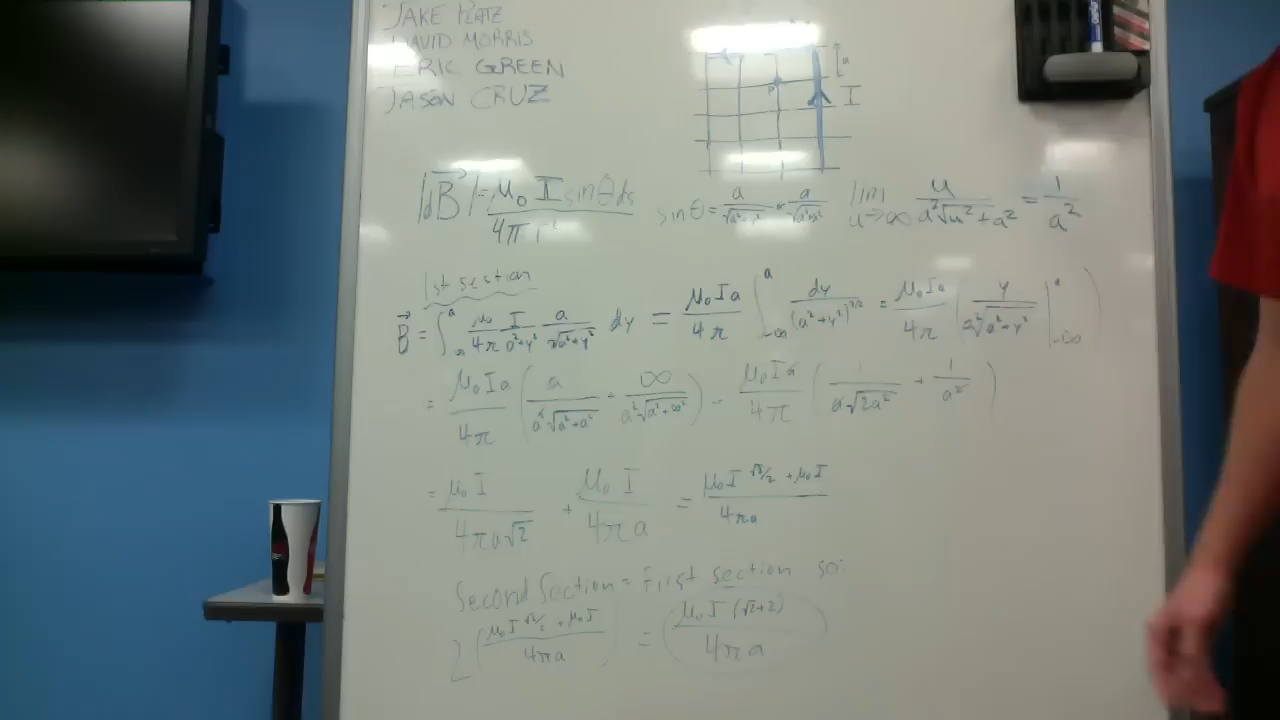 JAKE PLATZ
DAVID MORRIS
ERIC GREEN
JASON CRUZ
a
P
I
|dB⃗| = μ₀ I sinθ ds / 4π r²
sinθ = a/√(a²+y²)
lim u→∞ u / a²√(u²+a²) = 1/a²
1st section
B⃗ = ∫_{-∞}^{a} μ₀/4π I/(a²+y²) a/√(a²+y²) dy = μ₀Ia/4π ∫_{-∞}^{a} dy/(a²+y²)^{3/2} = μ₀Ia/4π ( y / a²√(a²+y²) |_{-∞}^{a} )
= μ₀Ia/4π ( a / a²√(a²+a²) + ∞ / a²√(a²+∞²) ) = μ₀Ia/4π ( 1 / a√(2a²) + 1/a² )
= μ₀I / 4πa√2 + μ₀I / 4πa = μ₀I √2/2 + μ₀I / 4πa
Second Section = First section so:
2 ( μ₀I √2/2 + μ₀I / 4πa ) = μ₀I (√2+2) / 4πa